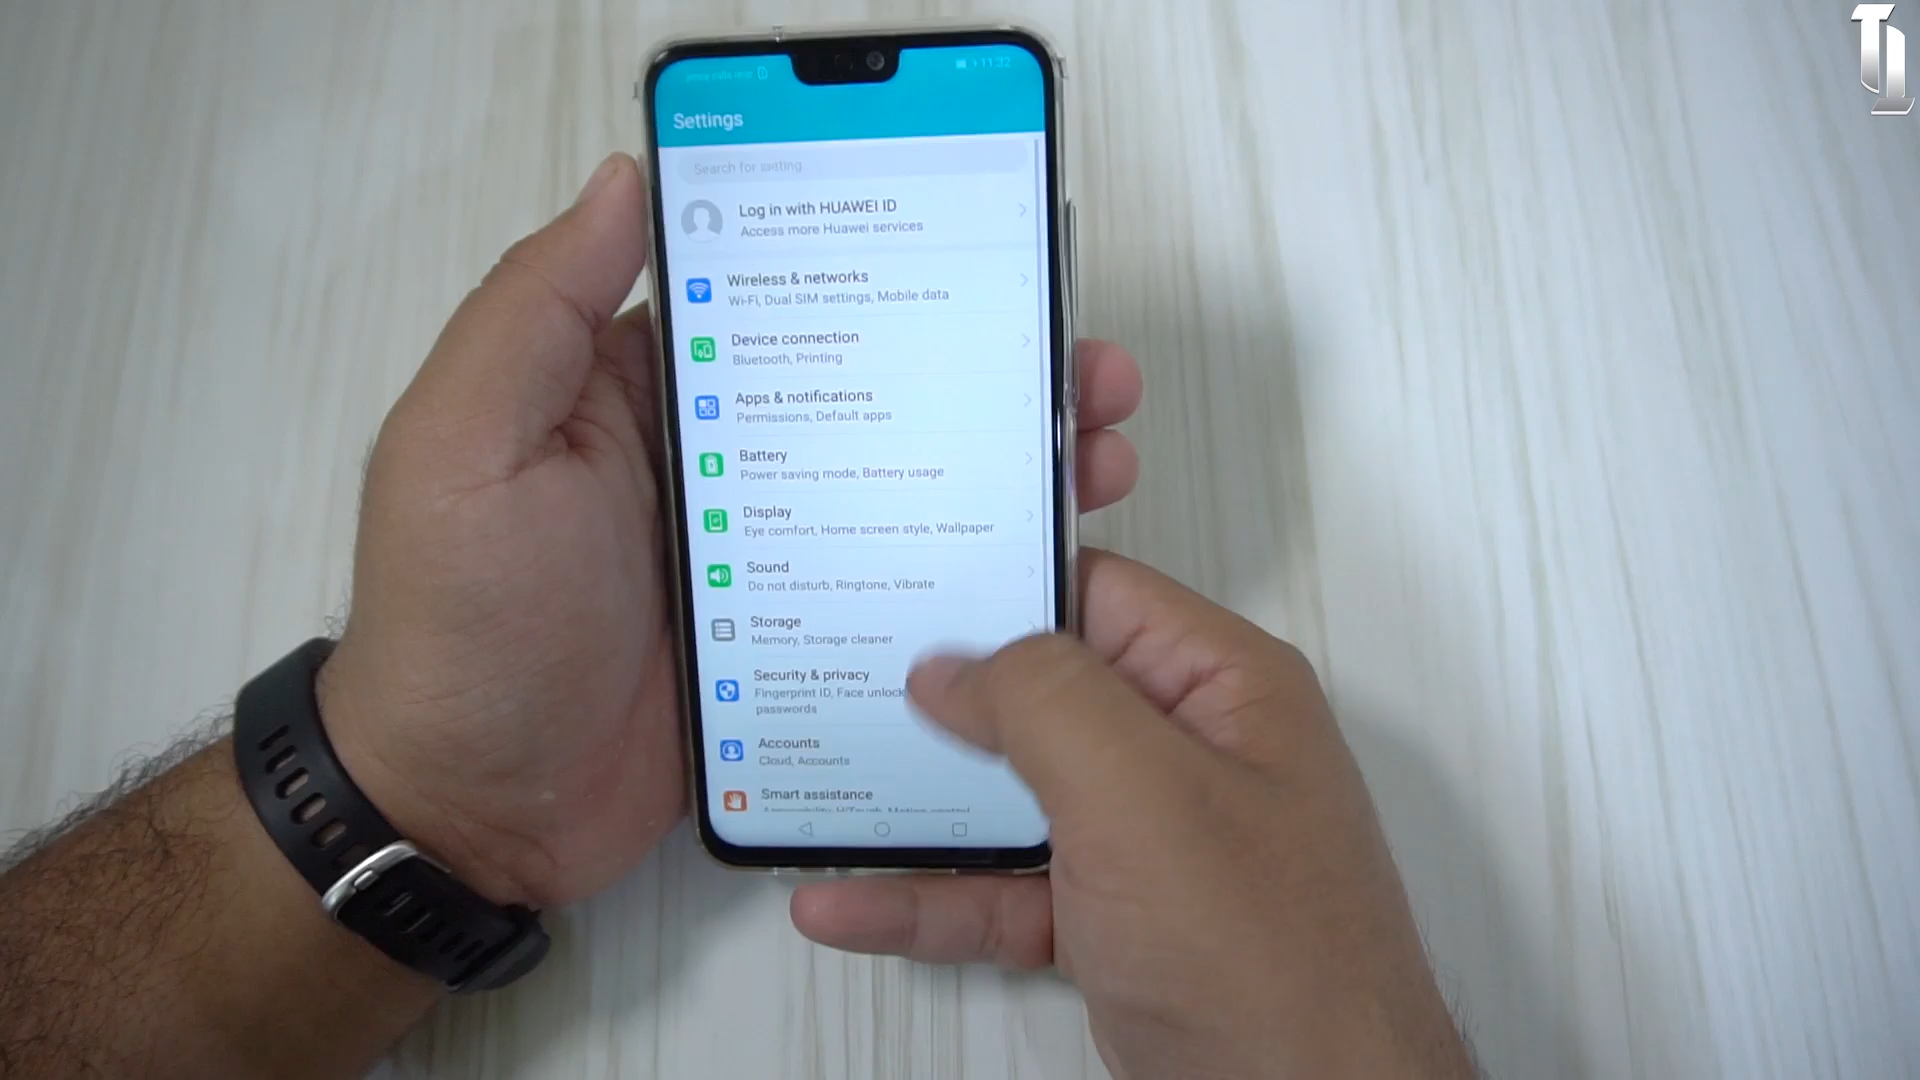 11:32
Settings
Search for setting
Log in with HUAWEI ID
Access more Huawei services
Wireless & networks
Wi-Fi, Dual SIM settings, Mobile data
Device connection
Bluetooth, Printing
Apps & notifications
Permissions, Default apps
Battery
Power saving mode, Battery usage
Display
Eye comfort, Home screen style, Wallpaper
Sound
Do not disturb, Ringtone, Vibrate
Storage
Memory, Storage cleaner
Security & privacy
Fingerprint ID, Face unlock
passwords
Accounts
Cloud, Accounts
Smart assistance